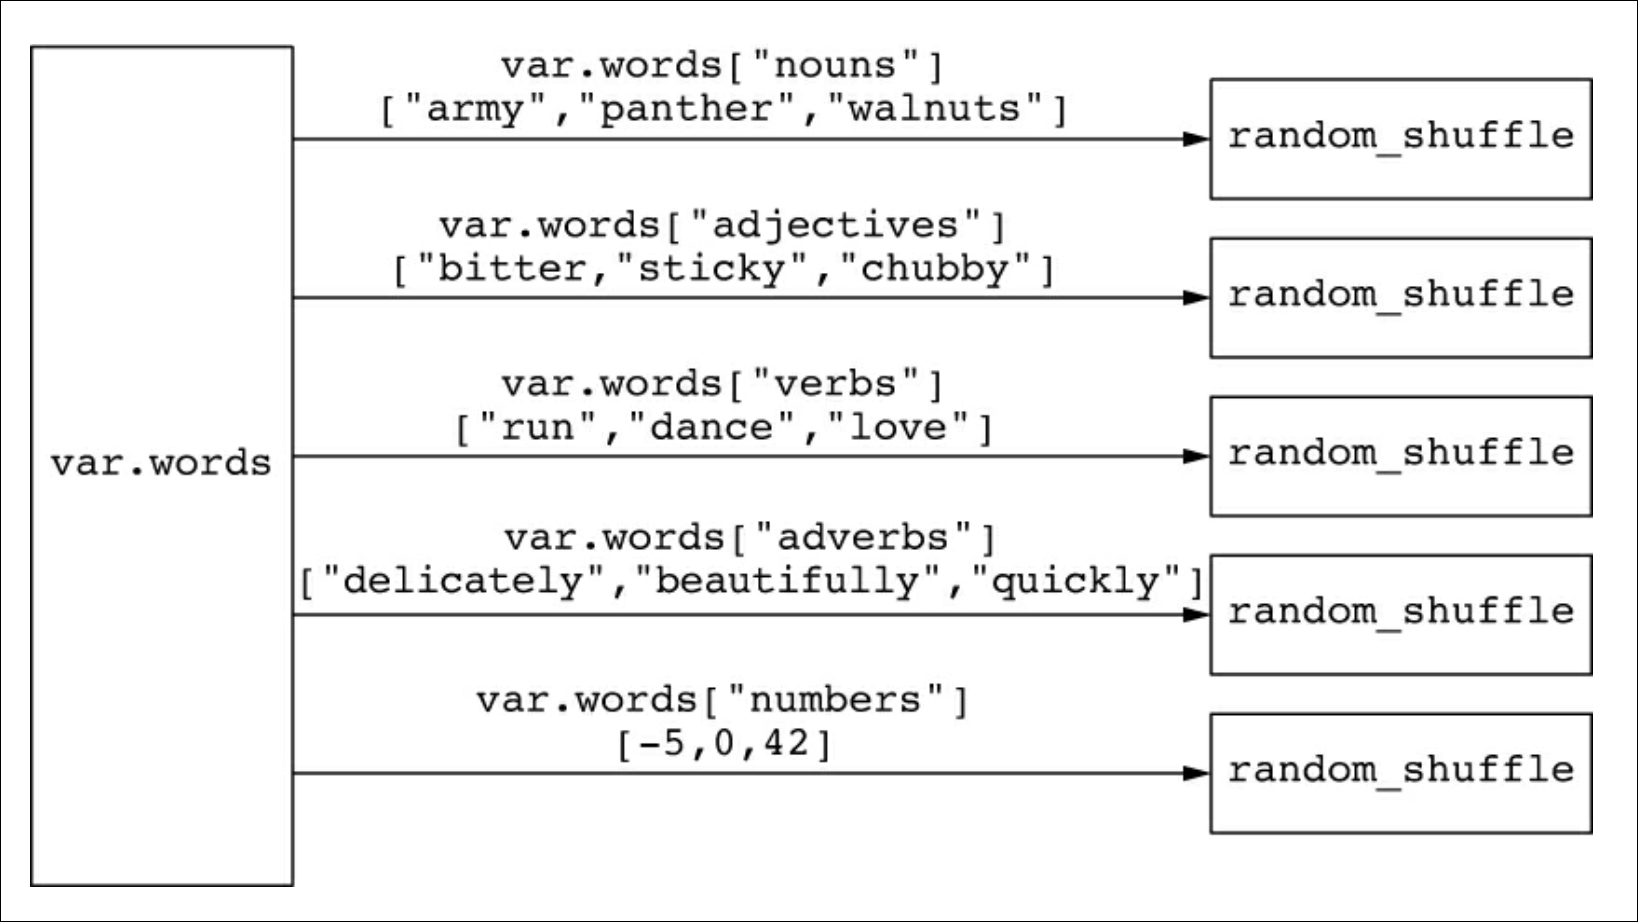 var.words
var.words["nouns"]
["army","panther","walnuts"]
random_shuffle
var.words["adjectives"]
["bitter,"sticky","chubby"]
random_shuffle
var.words["verbs"]
["run","dance","love"]
random_shuffle
var.words["adverbs"]
["delicately","beautifully","quickly"]
random_shuffle
var.words["numbers"]
[-5,0,42]
random_shuffle